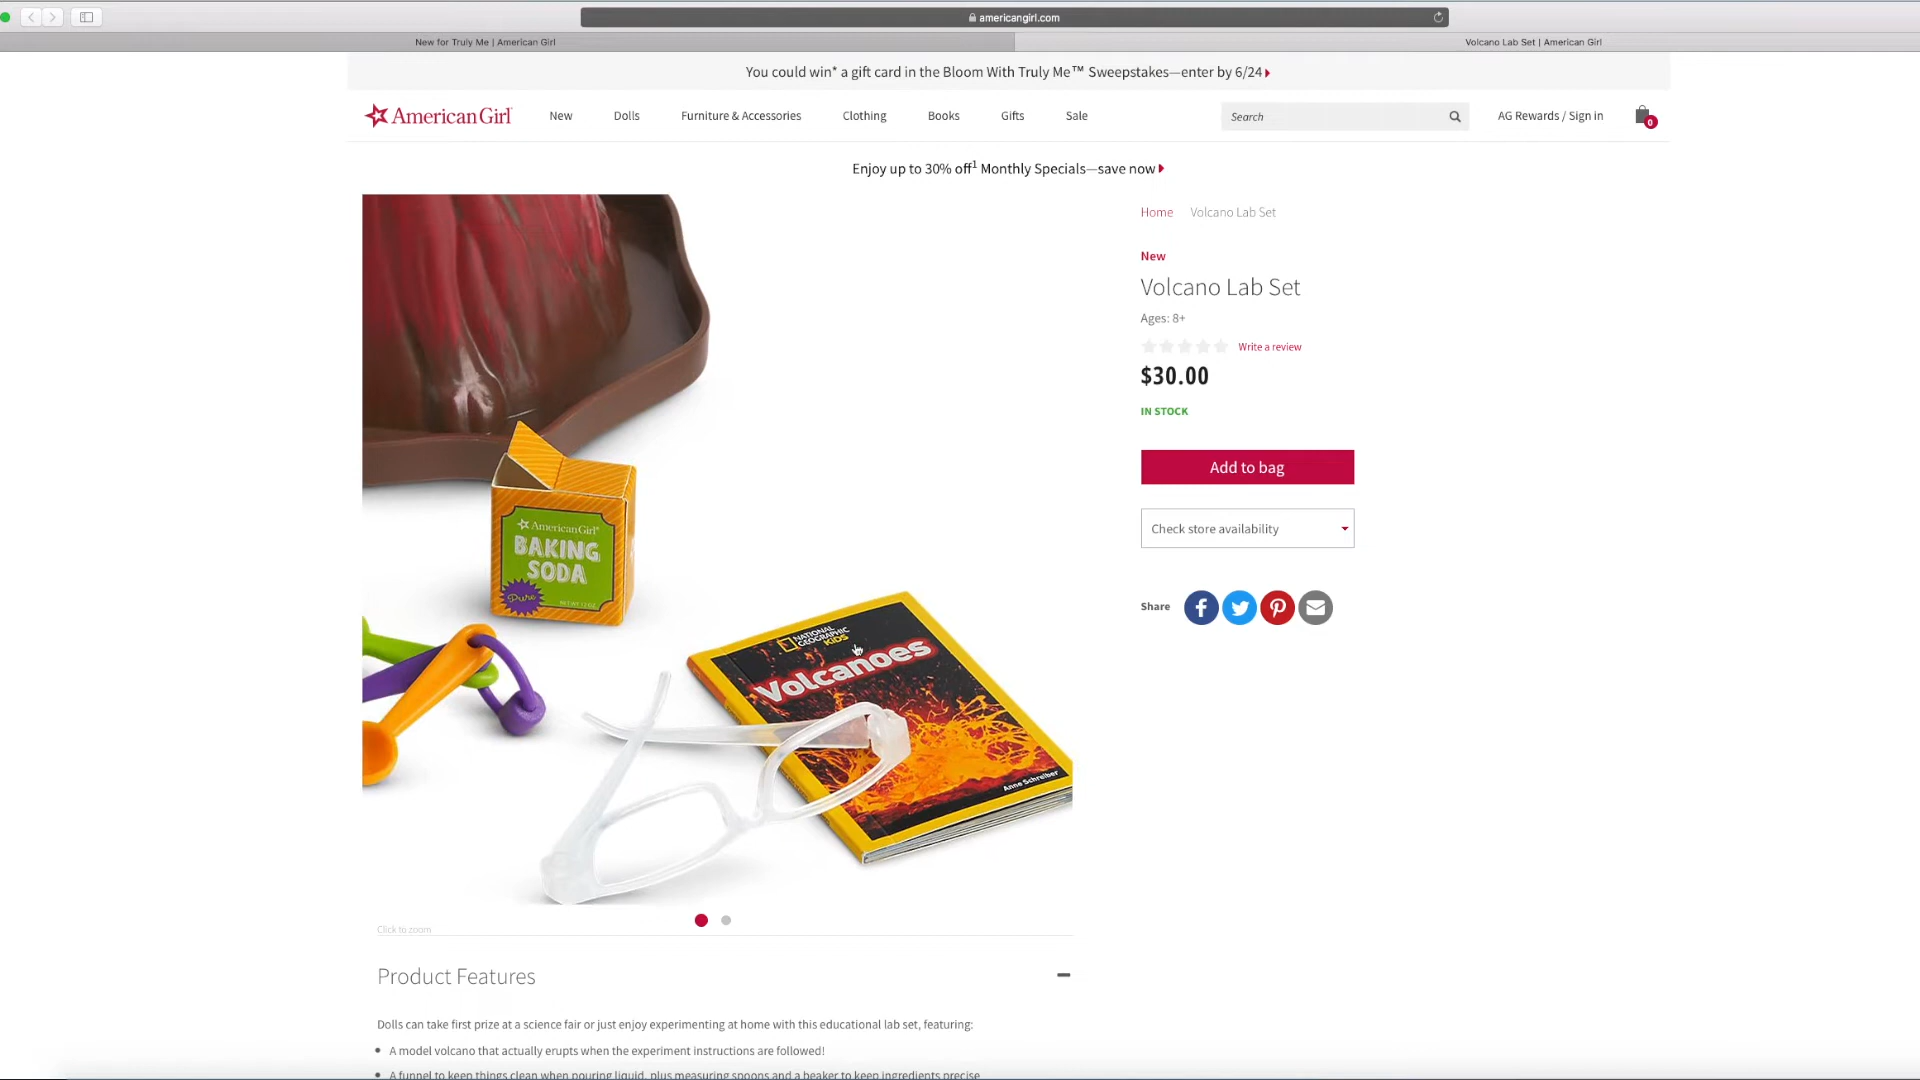 americangirl.com
New for Truly Me | American Girl
Volcano Lab Set | American Girl
You could win* a gift card in the Bloom With Truly Me™ Sweepstakes—enter by 6/24
American Girl
New
Dolls
Furniture & Accessories
Clothing
Books
Gifts
Sale
Search
AG Rewards / Sign in
0
Enjoy up to 30% off¹ Monthly Specials—save now
Home
Volcano Lab Set
New
Volcano Lab Set
Ages: 8+
Write a review
$30.00
IN STOCK
Add to bag
Check store availability
Share
American Girl®
BAKING
SODA
Pure
NATIONAL
GEOGRAPHIC
KiDS
Volcanoes
Anne Schreiber
Click to zoom
Product Features
Dolls can take first prize at a science fair or just enjoy experimenting at home with this educational lab set, featuring:
• A model volcano that actually erupts when the experiment instructions are followed!
• A funnel to keep things clean when pouring liquid, plus measuring spoons and a beaker to keep ingredients precise